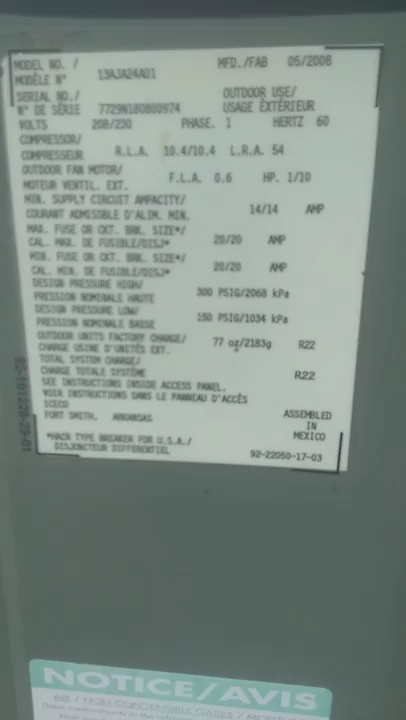 MODEL NO. / MFD./FAB 05/2008
MODÈLE N° 13AJA24A01
SERIAL NO./ OUTDOOR USE/
N° DE SÉRIE 7729N180800974 USAGE EXTÉRIEUR
VOLTS 208/230 PHASE. 1 HERTZ 60
COMPRESSOR/
COMPRESSEUR R.L.A. 10.4/10.4 L.R.A. 54
OUTDOOR FAN MOTOR/
MOTEUR VENTIL. EXT. F.L.A. 0.6 HP. 1/10
MIN. SUPPLY CIRCUIT AMPACITY/
COURANT ADMISSBLE D'ALIM. MIN. 14/14 AMP
MAX. FUSE OR CKT. BRK. SIZE*/
CAL. MAX. DE FUSIBLE/DISJ* 20/20 AMP
MIN. FUSE OR CKT. BRK. SIZE*/
CAL. MIN. DE FUSIBLE/DISJ* 20/20 AMP
DESIGN PRESSURE HIGH/
PRESSION NOMINALE HAUTE 300 PSIG/2068 kPa
DESIGN PRESSURE LOW/
PRESSION NOMINALE BASSE 150 PSIG/1034 kPa
OUTDOOR UNITS FACTORY CHARGE/
CHARGE USINE D'UNITÉS EXT. 77 oz/2183g R22
TOTAL SYSTEM CHARGE/
CHARGE TOTALE SYSTÈME R22
SEE INSTRUCTIONS INSIDE ACCESS PANEL.
VOIR INSTRUCTIONS DANS LE PANNEAU D'ACCÈS
ICECO
FORT SMITH, ARKANSAS ASSEMBLED
IN
MEXICO
*HACR TYPE BREAKER FOR U.S.A./
DISJONCTEUR DIFFERENTIEL 92-22050-17-03
NOTICE/AVIS
AIR / NON-CONDENSIBLE GASES /